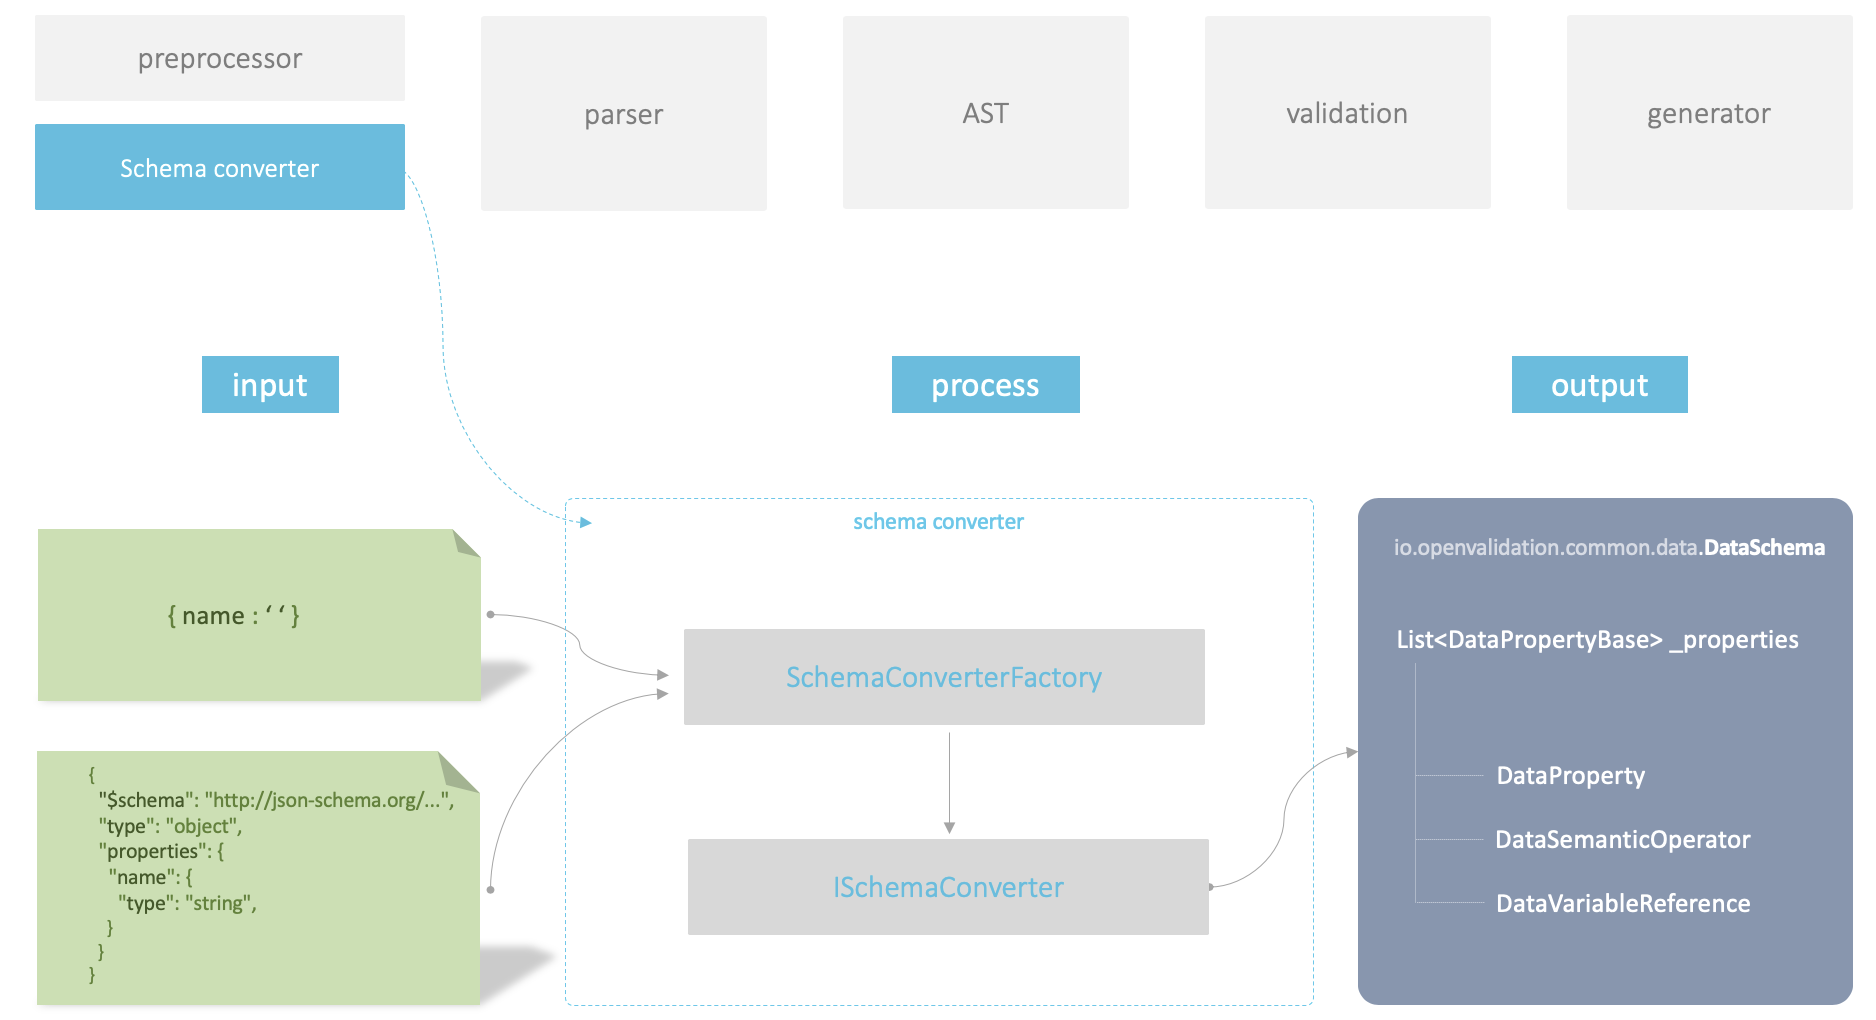 preprocessor
Schema converter
parser
AST
validation
generator
input
process
output
{ name : ‘ ‘ }
{
"$schema": "http://json-schema.org/...",
"type": "object",
"properties": {
"name": {
"type": "string",
}
}
}
schema converter
SchemaConverterFactory
ISchemaConverter
io.openvalidation.common.data.DataSchema
List<DataPropertyBase> _properties
DataProperty
DataSemanticOperator
DataVariableReference